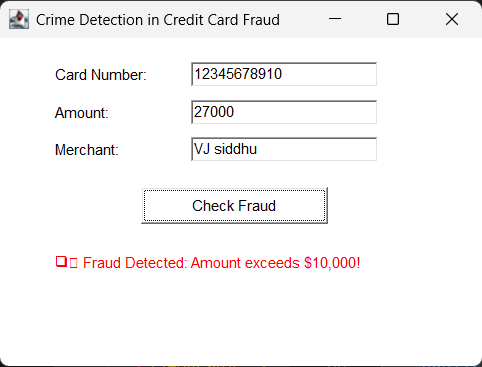 Crime Detection in Credit Card Fraud
Card Number: 12345678910
Amount: 27000
Merchant: VJ siddhu
Check Fraud
Fraud Detected: Amount exceeds $10,000!